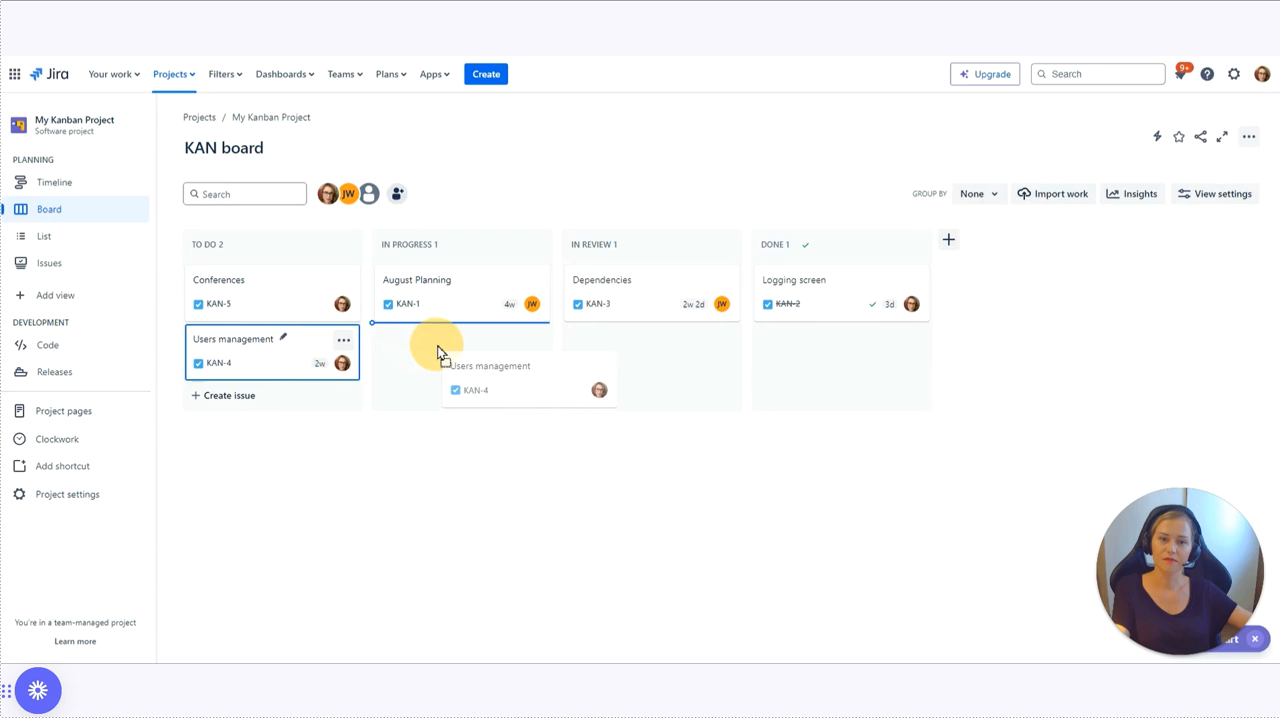 Jira Your work Projects Filters Dashboards Teams Plans Apps Create Upgrade Search 9+
My Kanban Project
Software project
PLANNING
Timeline
Board
List
Issues
Add view
DEVELOPMENT
Code
Releases
Project pages
Clockwork
Add shortcut
Project settings
You're in a team-managed project
Learn more
Projects / My Kanban Project
KAN board
Search JW GROUP BY None Import work Insights View settings
TO DO 2
Conferences
KAN-5
Users management
KAN-4 2w
Create issue
IN PROGRESS 1
August Planning
KAN-1 4w JW
Users management
KAN-4
IN REVIEW 1
Dependencies
KAN-3 2w 2d JW
DONE 1
Logging screen
KAN-2 3d